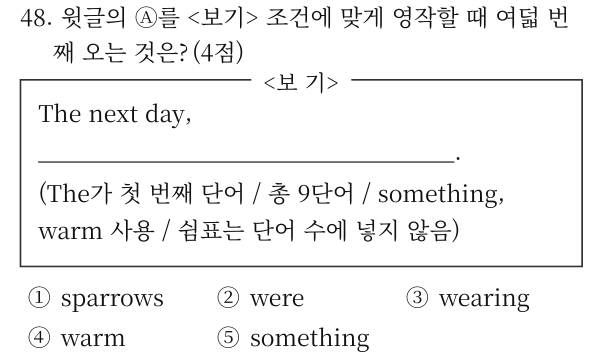 48. 윗글의 Ⓐ를 <보기> 조건에 맞게 영작할 때 여덟 번
째 오는 것은? (4점)
<보 기>
The next day,
____________________________________.
(The가 첫 번째 단어 / 총 9단어 / something,
warm 사용 / 쉼표는 단어 수에 넣지 않음)
① sparrows ② were ③ wearing
④ warm ⑤ something